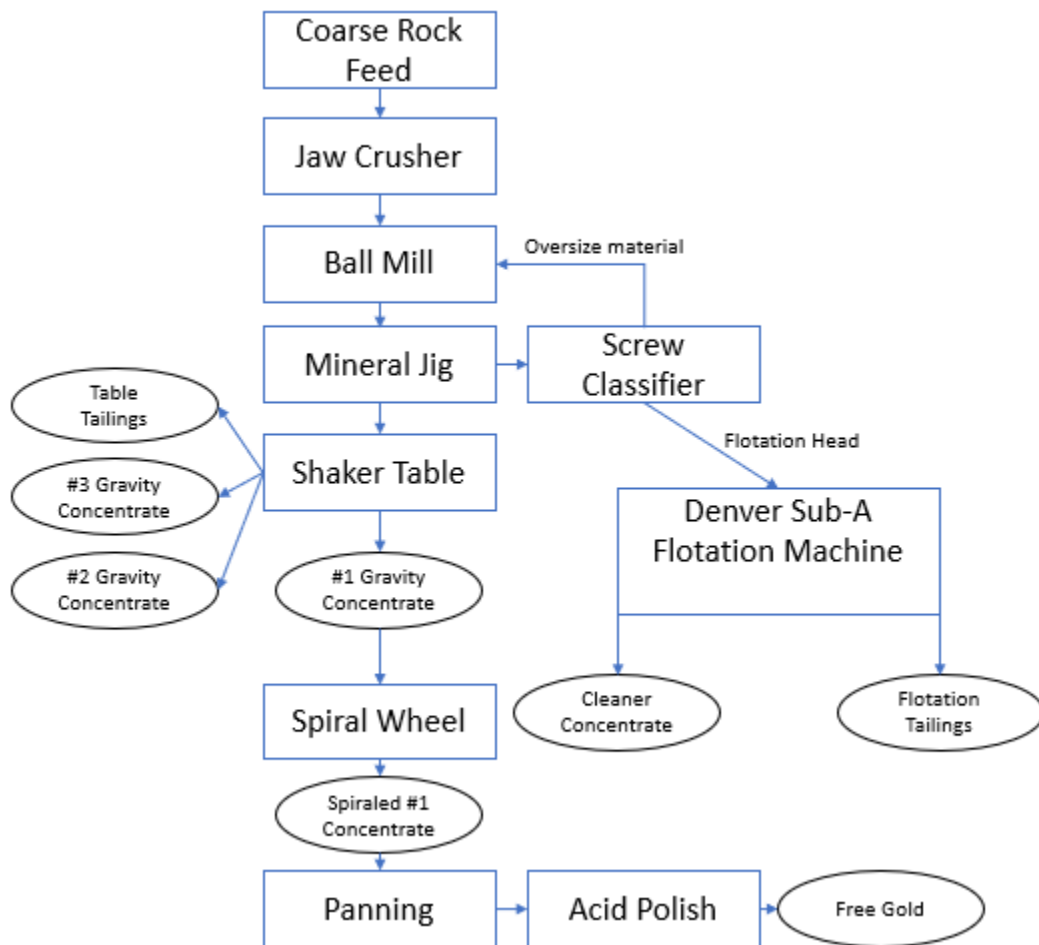 Coarse Rock
Feed
Jaw Crusher
Ball Mill
Oversize material
Mineral Jig
Screw
Classifier
Table
Tailings
Shaker Table
Flotation Head
#3 Gravity
Concentrate
Denver Sub-A
Flotation Machine
#2 Gravity
Concentrate
#1 Gravity
Concentrate
Spiral Wheel
Cleaner
Concentrate
Flotation
Tailings
Spiraled #1
Concentrate
Panning
Acid Polish
Free Gold